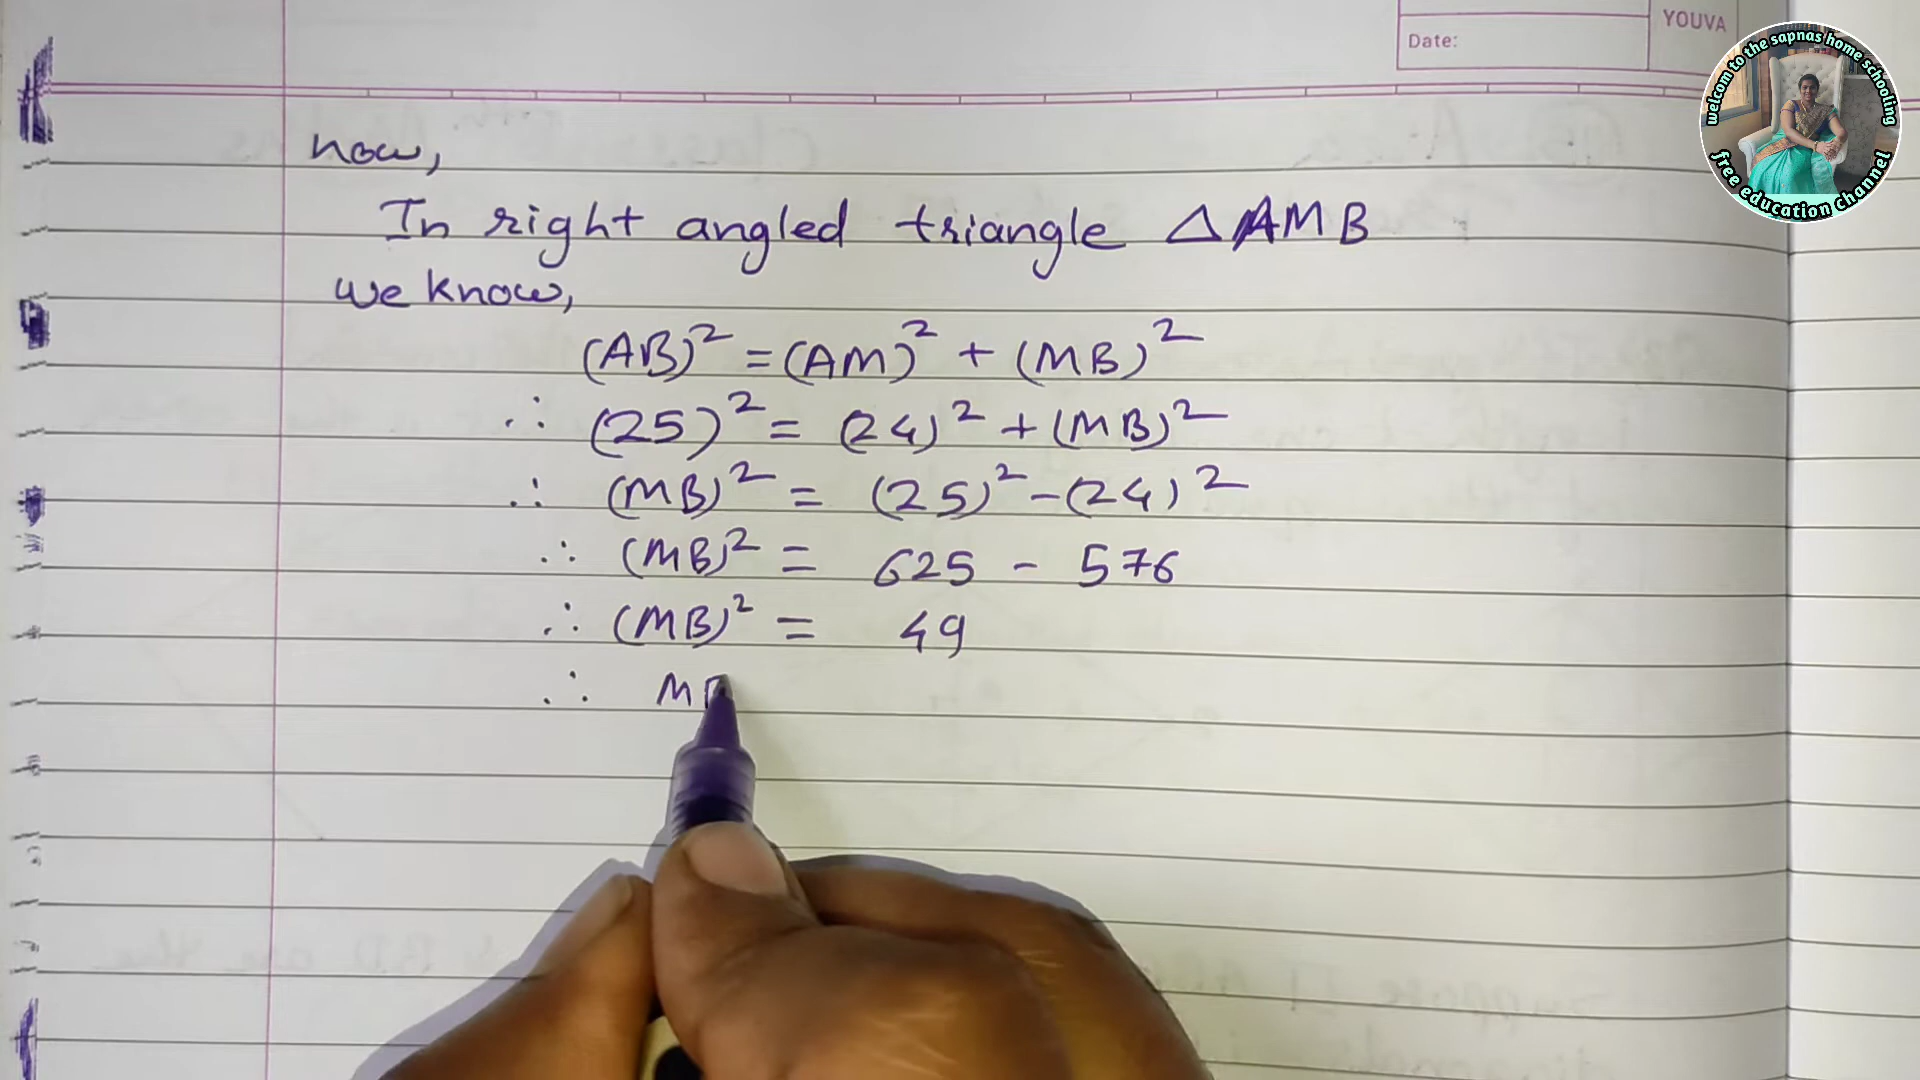 YOUVA
Date:
welcom to the sapnas home schooling
free education channel
now,
In right angled triangle △AMB
we know,
(AB)² = (AM)² + (MB)²
∴ (25)² = (24)² + (MB)²
∴ (MB)² = (25)² - (24)²
∴ (MB)² = 625 - 576
∴ (MB)² = 49
∴ MB